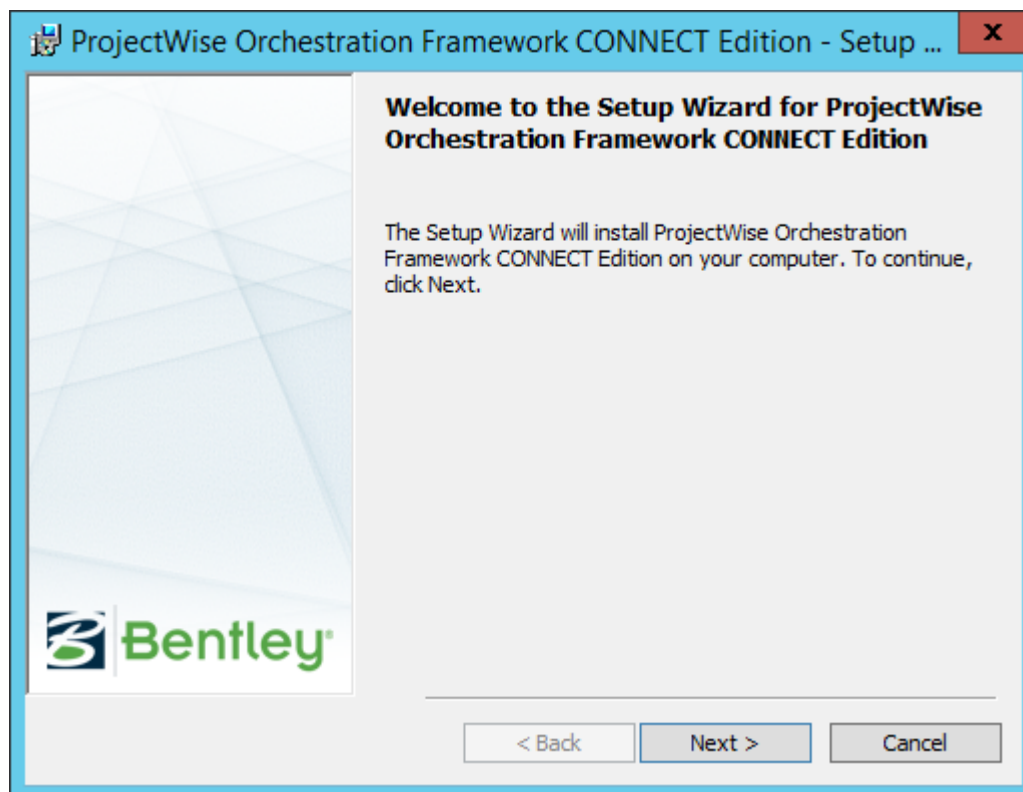 ProjectWise Orchestration Framework CONNECT Edition - Setup ...
x
Welcome to the Setup Wizard for ProjectWise
Orchestration Framework CONNECT Edition
The Setup Wizard will install ProjectWise Orchestration
Framework CONNECT Edition on your computer. To continue,
click Next.
B Bentley®
< Back Next > Cancel